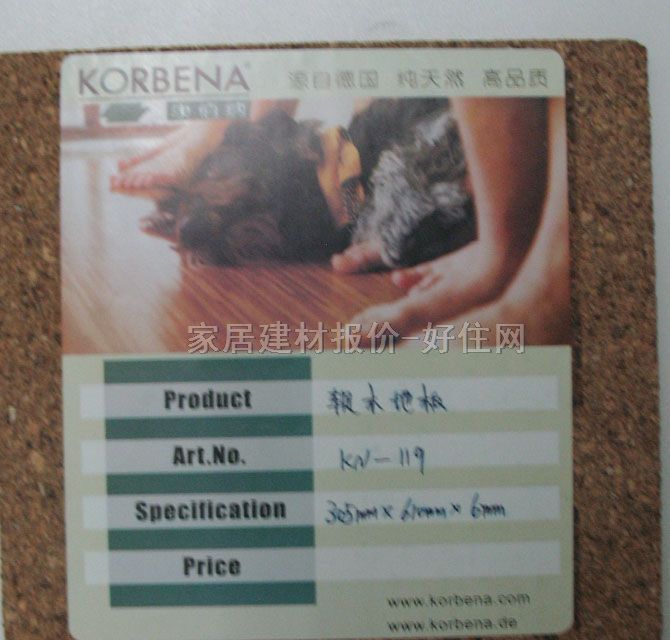 KORBENA® 源自德国 纯天然 高品质
家居建材报价-好住网
Product 软木地板
Art.No. KN-119
Specification 305mm×610mm×6mm
Price
www.korbena.com
www.korbena.de